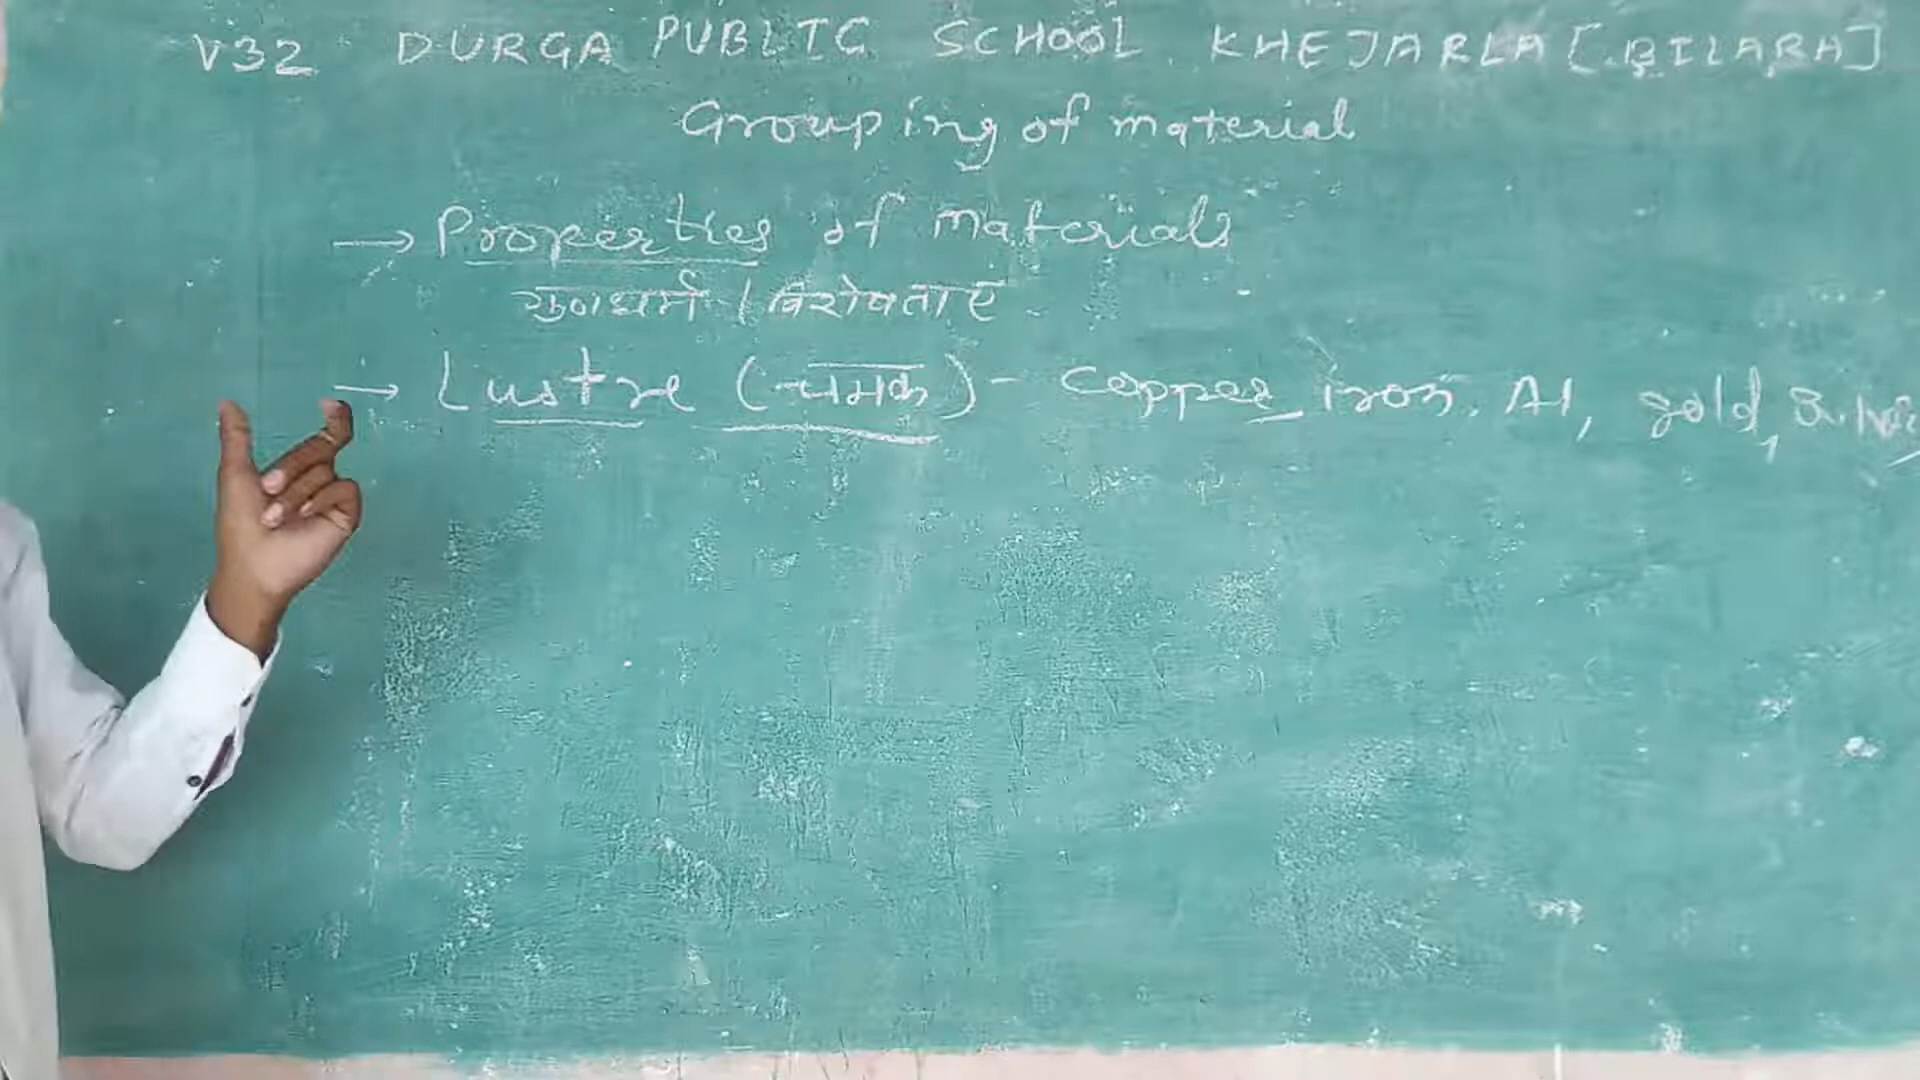 V32 DURGA PUBLIC SCHOOL KHEJARLA [BILARA]
Grouping of material
→ Properties of Materials
गुणधर्म / विशेषताएं
→ Lustre (चमक) - Copper iron, Al, gold, Silver